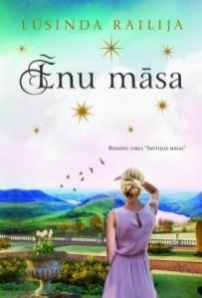 LŪSINDA RAILIJA
Ēnu māsa
Romānu cikls "Septiņas māsas"